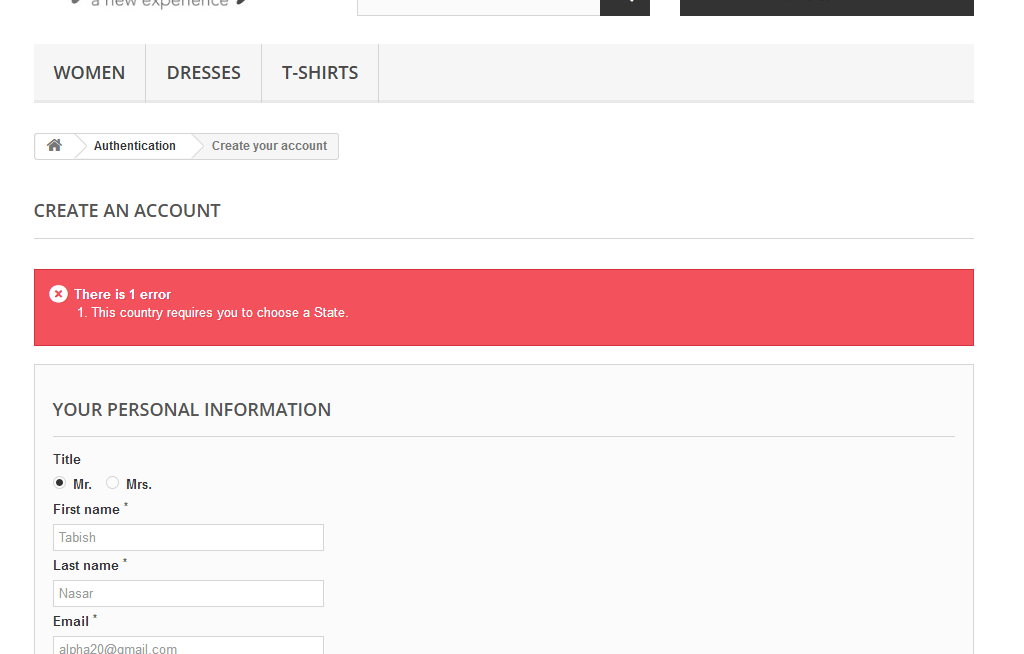 a new experience
WOMEN DRESSES T-SHIRTS
Authentication Create your account
CREATE AN ACCOUNT
There is 1 error
1. This country requires you to choose a State.
YOUR PERSONAL INFORMATION
Title
Mr. Mrs.
First name *
Tabish
Last name *
Nasar
Email *
alpha20@gmail.com